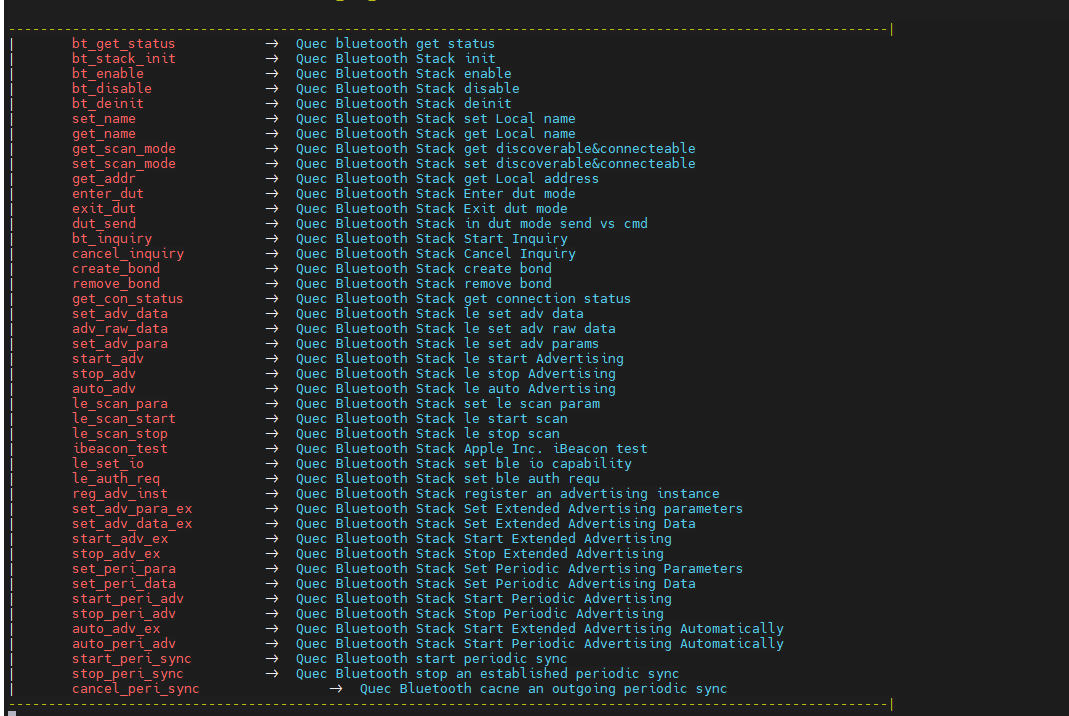 -----------------------------------------------------------------------------------------------------------------|
| bt_get_status → Quec bluetooth get status
| bt_stack_init → Quec Bluetooth Stack init
| bt_enable → Quec Bluetooth Stack enable
| bt_disable → Quec Bluetooth Stack disable
| bt_deinit → Quec Bluetooth Stack deinit
| set_name → Quec Bluetooth Stack set Local name
| get_name → Quec Bluetooth Stack get Local name
| get_scan_mode → Quec Bluetooth Stack get discoverable&connecteable
| set_scan_mode → Quec Bluetooth Stack set discoverable&connecteable
| get_addr → Quec Bluetooth Stack get Local address
| enter_dut → Quec Bluetooth Stack Enter dut mode
| exit_dut → Quec Bluetooth Stack Exit dut mode
| dut_send → Quec Bluetooth Stack in dut mode send vs cmd
| bt_inquiry → Quec Bluetooth Stack Start Inquiry
| cancel_inquiry → Quec Bluetooth Stack Cancel Inquiry
| create_bond → Quec Bluetooth Stack create bond
| remove_bond → Quec Bluetooth Stack remove bond
| get_con_status → Quec Bluetooth Stack get connection status
| set_adv_data → Quec Bluetooth Stack le set adv data
| adv_raw_data → Quec Bluetooth Stack le set adv raw data
| set_adv_para → Quec Bluetooth Stack le set adv params
| start_adv → Quec Bluetooth Stack le start Advertising
| stop_adv → Quec Bluetooth Stack le stop Advertising
| auto_adv → Quec Bluetooth Stack le auto Advertising
| le_scan_para → Quec Bluetooth Stack set le scan param
| le_scan_start → Quec Bluetooth Stack le start scan
| le_scan_stop → Quec Bluetooth Stack le stop scan
| ibeacon_test → Quec Bluetooth Stack Apple Inc. iBeacon test
| le_set_io → Quec Bluetooth Stack set ble io capability
| le_auth_req → Quec Bluetooth Stack set ble auth requ
| reg_adv_inst → Quec Bluetooth Stack register an advertising instance
| set_adv_para_ex → Quec Bluetooth Stack Set Extended Advertising parameters
| set_adv_data_ex → Quec Bluetooth Stack Set Extended Advertising Data
| start_adv_ex → Quec Bluetooth Stack Start Extended Advertising
| stop_adv_ex → Quec Bluetooth Stack Stop Extended Advertising
| set_peri_para → Quec Bluetooth Stack Set Periodic Advertising Parameters
| set_peri_data → Quec Bluetooth Stack Set Periodic Advertising Data
| start_peri_adv → Quec Bluetooth Stack Start Periodic Advertising
| stop_peri_adv → Quec Bluetooth Stack Stop Periodic Advertising
| auto_adv_ex → Quec Bluetooth Stack Start Extended Advertising Automatically
| auto_peri_adv → Quec Bluetooth Stack Start Periodic Advertising Automatically
| start_peri_sync → Quec Bluetooth start periodic sync
| stop_peri_sync → Quec Bluetooth stop an established periodic sync
| cancel_peri_sync → Quec Bluetooth cacne an outgoing periodic sync
-----------------------------------------------------------------------------------------------------------------|